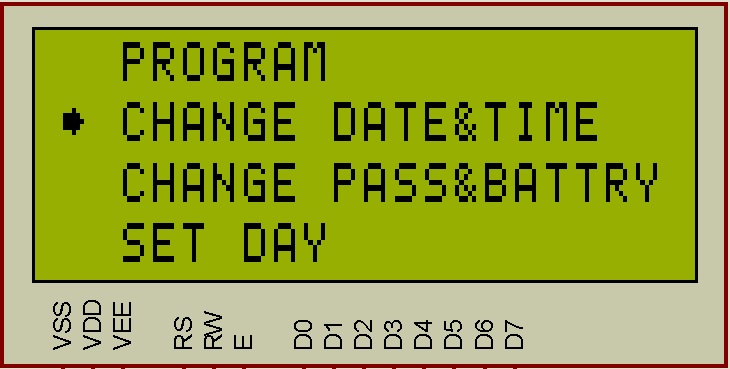 PROGRAM
CHANGE DATE&TIME
CHANGE PASS&BATTRY
SET DAY
VSS VDD VEE RS RW E D0 D1 D2 D3 D4 D5 D6 D7